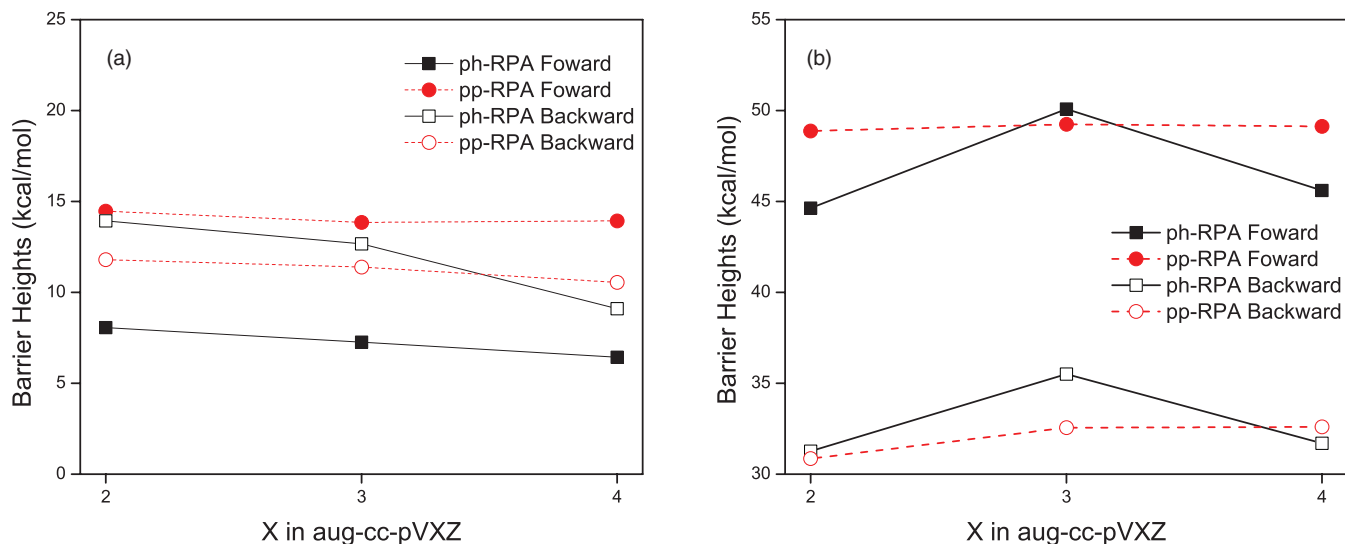 25
20
15
10
5
0
Barrier Heights (kcal/mol)
(a)
ph-RPA Foward
pp-RPA Foward
ph-RPA Backward
pp-RPA Backward
2
3
4
X in aug-cc-pVXZ
55
50
45
40
35
30
Barrier Heights (kcal/mol)
(b)
ph-RPA Foward
pp-RPA Foward
ph-RPA Backward
pp-RPA Backward
2
3
4
X in aug-cc-pVXZ